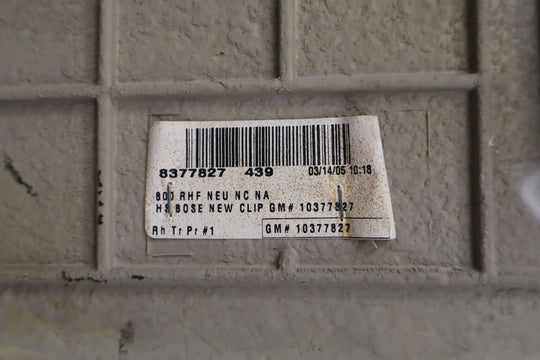 8377827 439 03/14/05 10:18
800 RHF NEU NC NA
HS BOSE NEW CLIP GM# 10377827
Rh Tr Pr #1
GM# 10377827